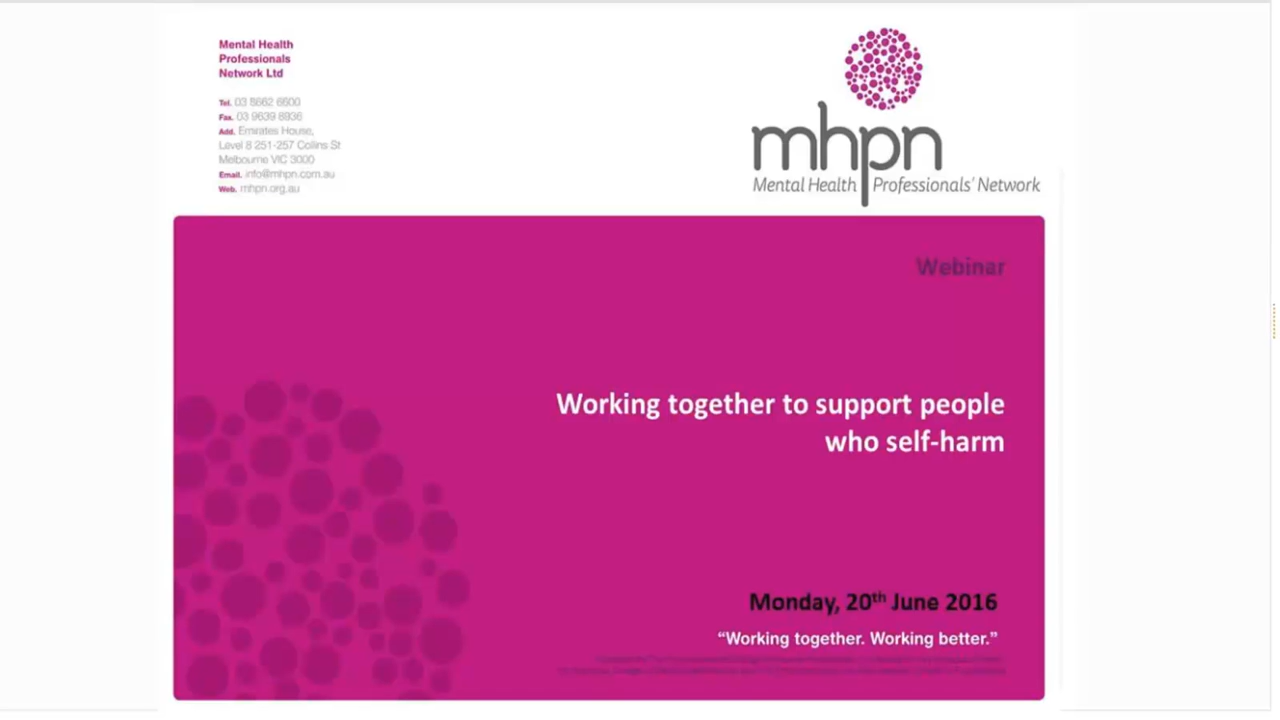 Mental Health
Professionals
Network Ltd
Tel. 03 8662 6600
Fax. 03 9639 8936
Add. Emirates House,
Level 8 251-257 Collins St
Melbourne VIC 3000
Email. info@mhpn.com.au
Web. mhpn.org.au
mhpn
Mental Health Professionals' Network
Webinar
Working together to support people
who self-harm
Monday, 20th June 2016
“Working together. Working better.”